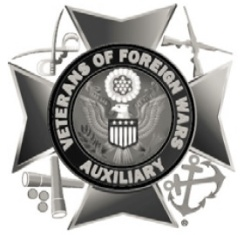 VETERANS OF FOREIGN WARS
AUXILIARY
®